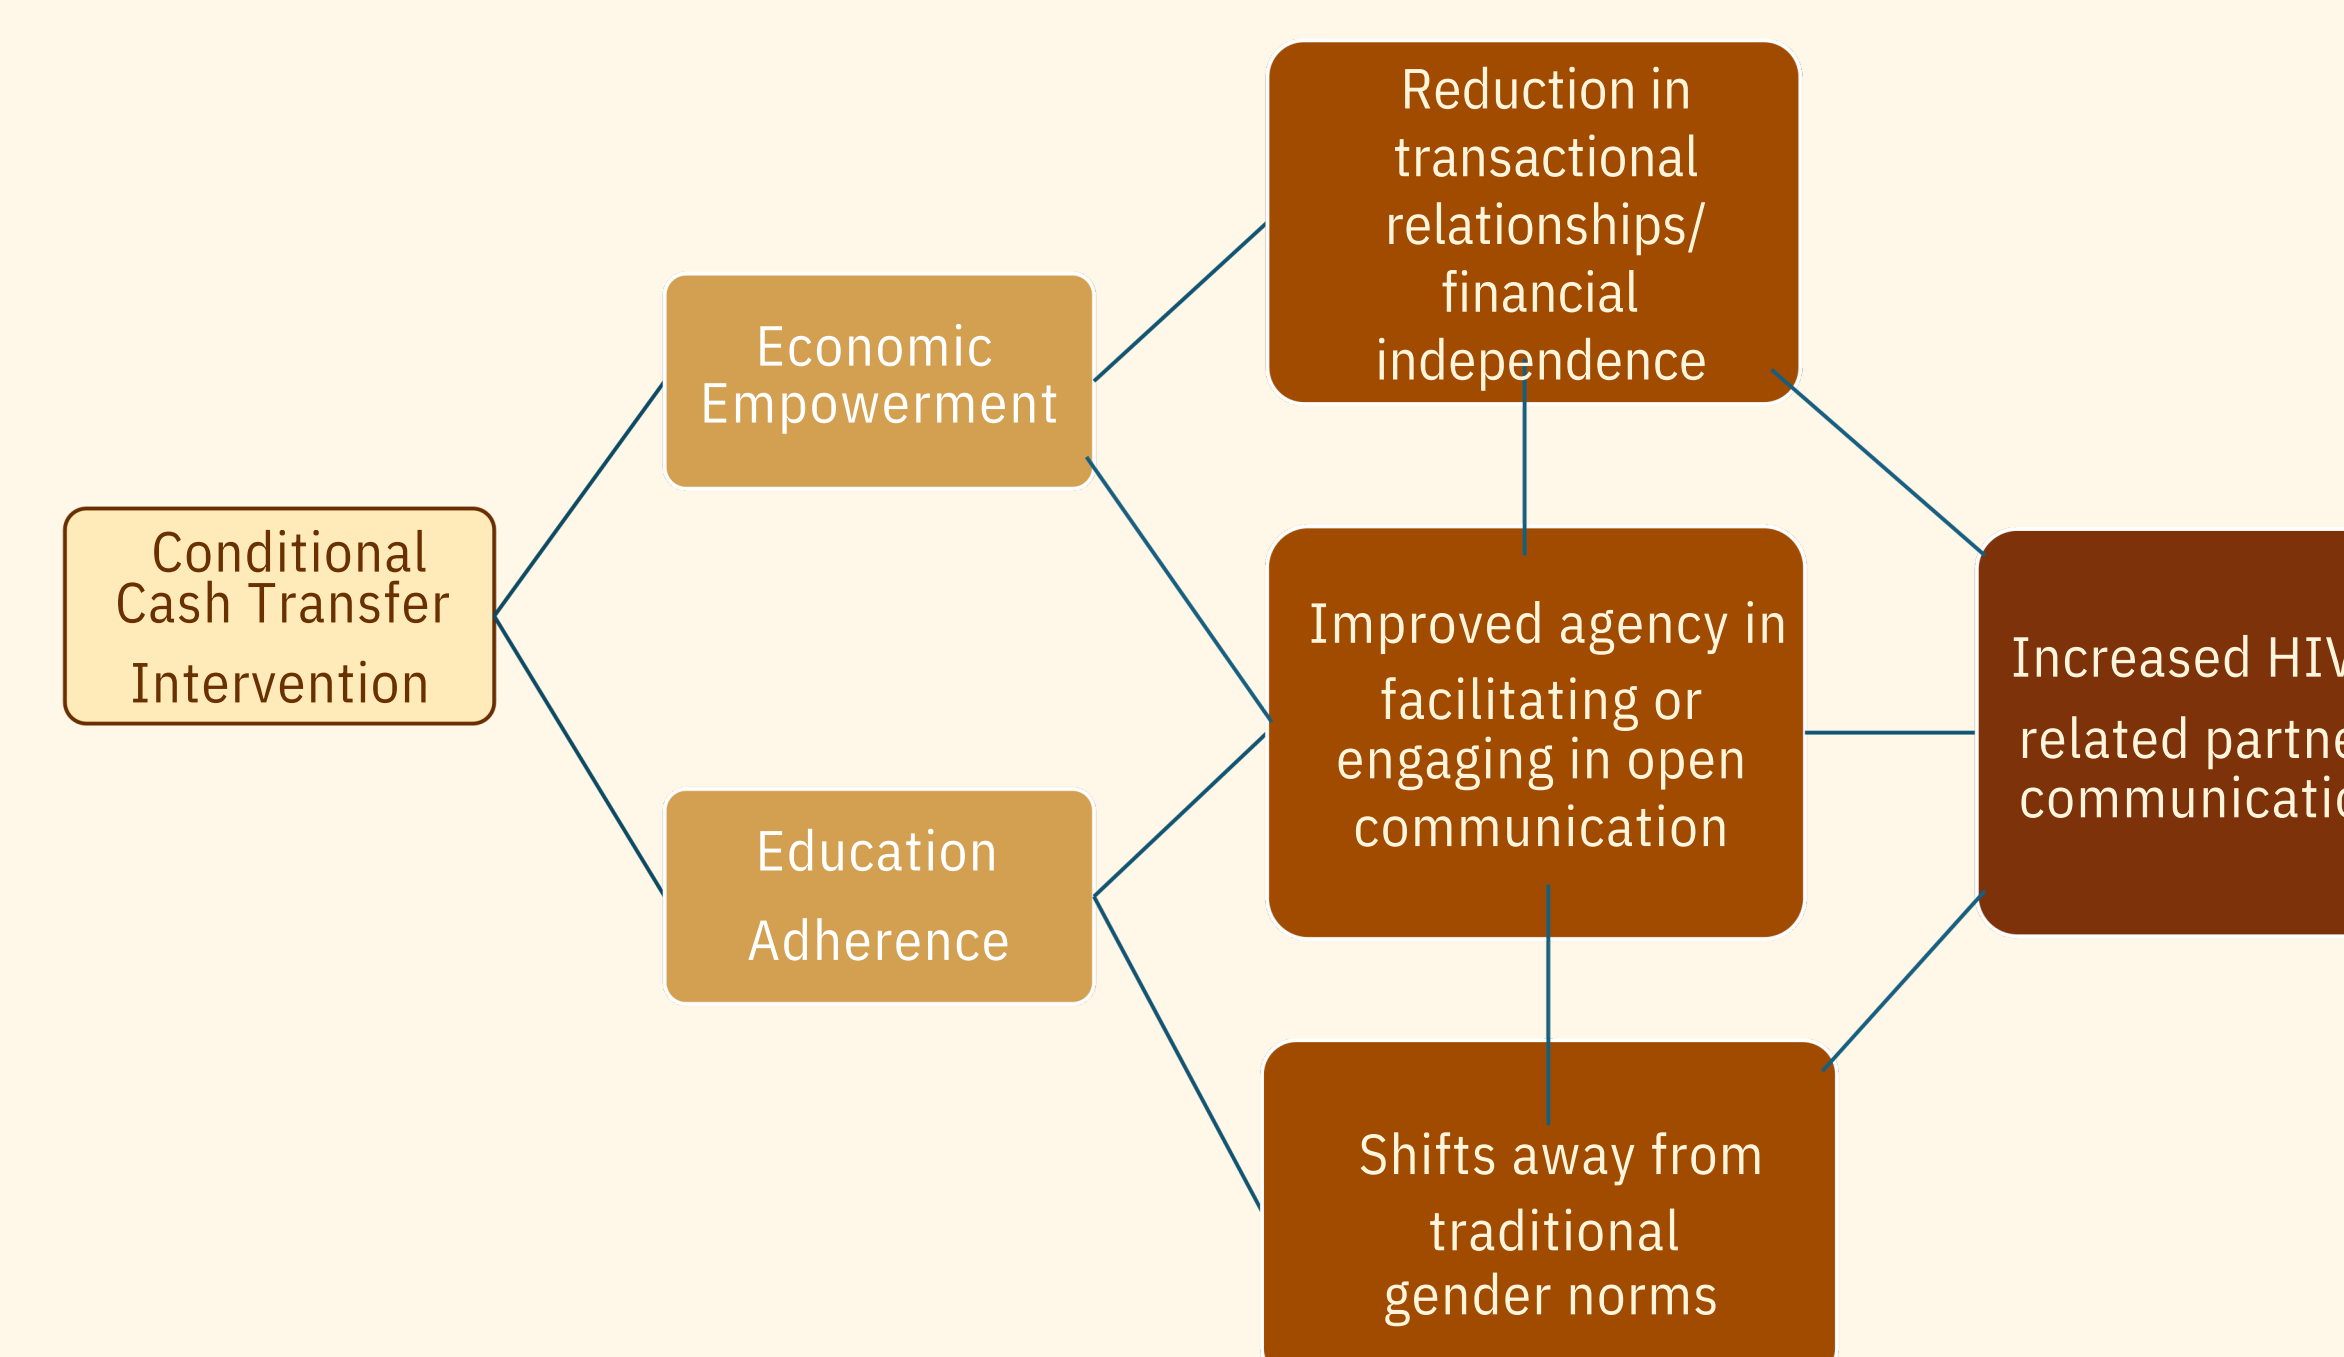 Conditional
Cash Transfer
Intervention
Economic
Empowerment
Education
Adherence
Reduction in
transactional
relationships/
financial
independence
Improved agency in
facilitating or
engaging in open
communication
Shifts away from
traditional
gender norms
Increased
related